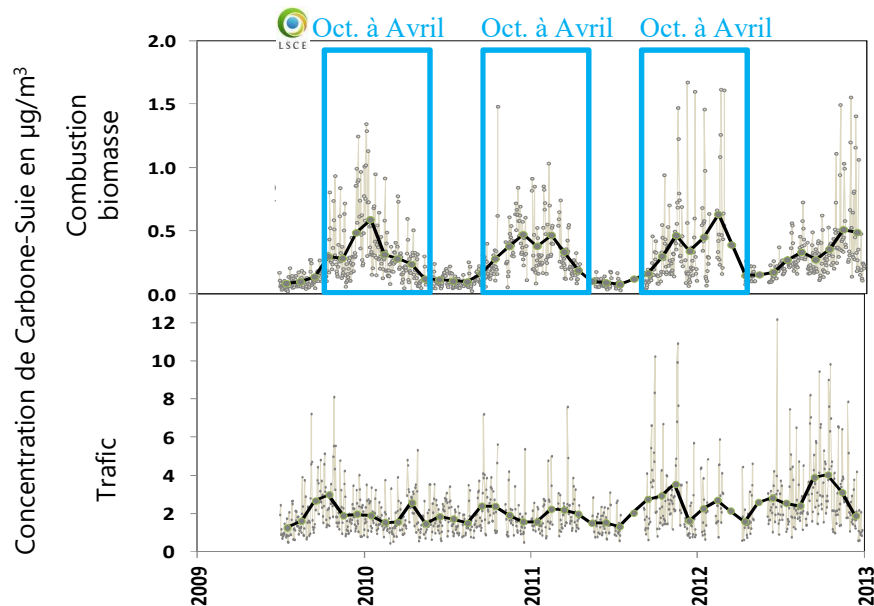 LSCE
Oct. à Avril
Oct. à Avril
Oct. à Avril
Concentration de Carbone-Suie en µg/m³
Combustion
biomasse
2.0
1.5
1.0
0.5
0.0
Trafic
12
10
8
6
4
2
0
2009
2010
2011
2012
2013